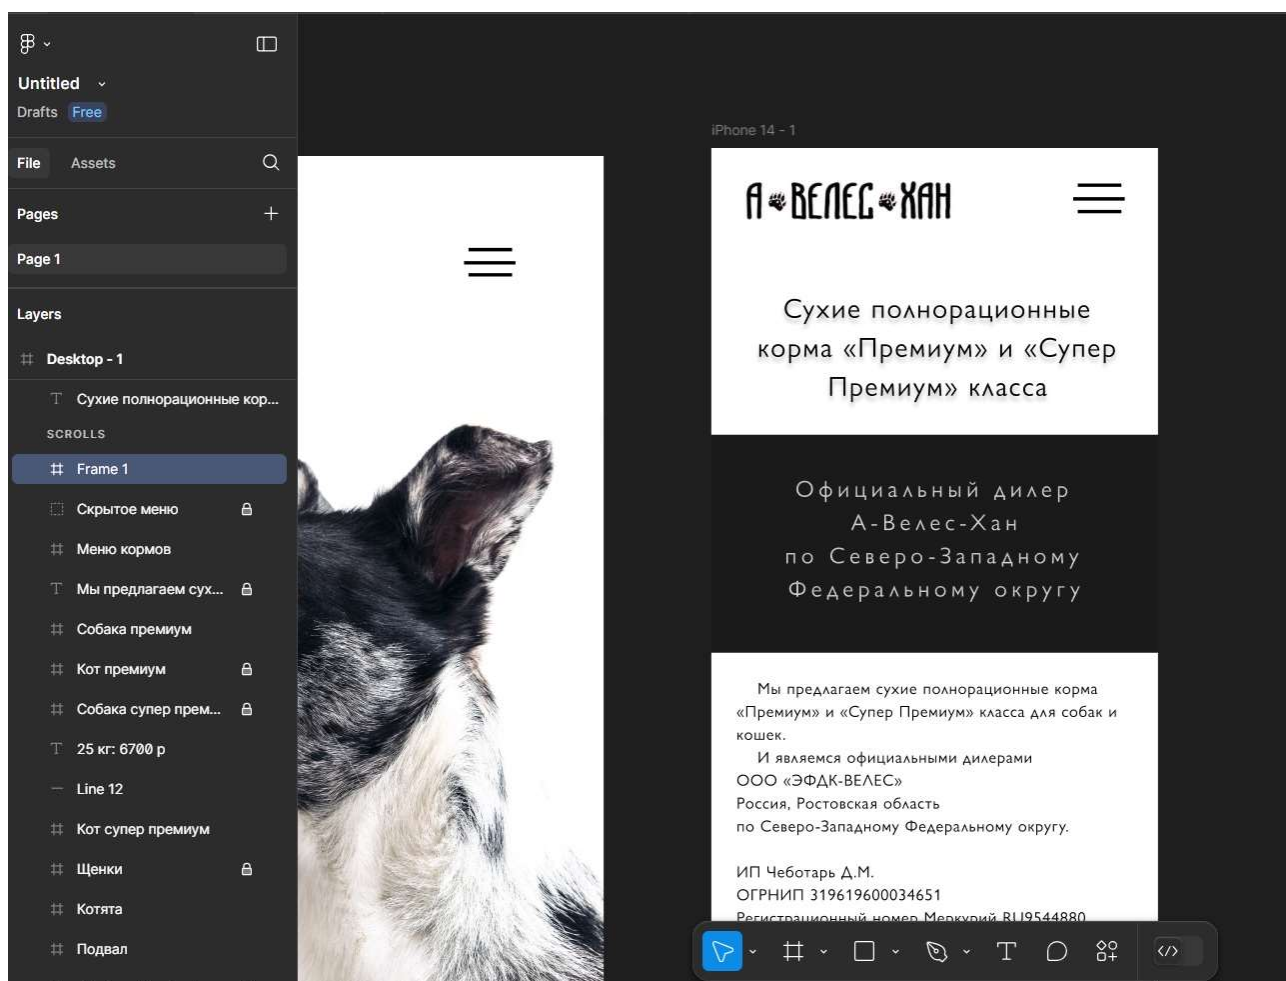 Untitled
Drafts Free
File Assets
Pages
Page 1
Layers
Desktop - 1
Сухие полнорационные кор...
SCROLLS
Frame 1
Скрытое меню
Меню кормов
Мы предлагаем сух...
Собака премиум
Кот премиум
Собака супер прем...
25 кг: 6700 р
Line 12
Кот супер премиум
Щенки
Котята
Подвал
iPhone 14 - 1
А ВЕЛЕС ХАН
Сухие полнорационные
корма «Премиум» и «Супер
Премиум» класса
Официальный дилер
А-Велес-Хан
по Северо-Западному
Федеральному округу
Мы предлагаем сухие полнорационные корма
«Премиум» и «Супер Премиум» класса для собак и
кошек.
И являемся официальными дилерами
ООО «ЭФДК-ВЕЛЕС»
Россия, Ростовская область
по Северо-Западному Федеральному округу.
ИП Чеботарь Д.М.
ОГРНИП 319619600034651
Регистрационный номер Меркурий RU9544880